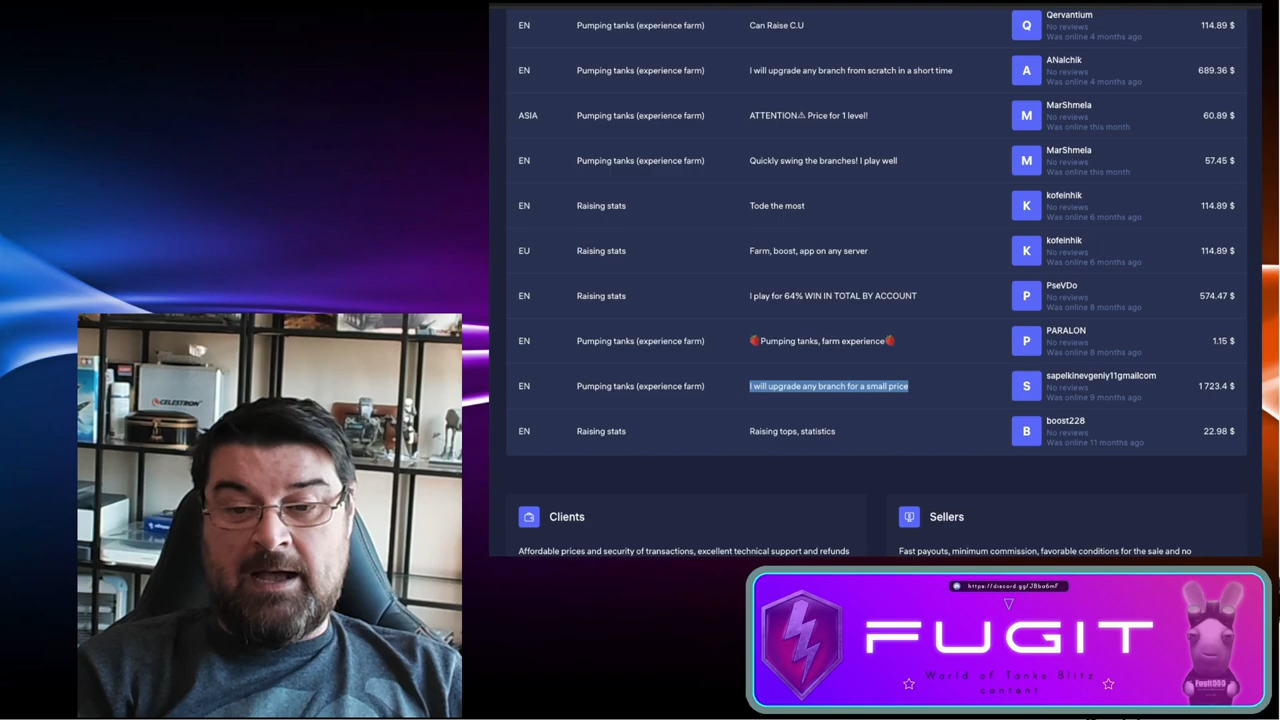 EN Pumping tanks (experience farm) Can Raise C.U Q Qervantium 114.89 $
No reviews
Was online 4 months ago
EN Pumping tanks (experience farm) I will upgrade any branch from scratch in a short time A ANalchik 689.36 $
No reviews
Was online 4 months ago
ASIA Pumping tanks (experience farm) ATTENTION⚠ Price for 1 level! M MarShmela 60.89 $
No reviews
Was online this month
EN Pumping tanks (experience farm) Quickly swing the branches! I play well M MarShmela 57.45 $
No reviews
Was online this month
EN Raising stats Tode the most K kofeinhik 114.89 $
No reviews
Was online 6 months ago
EU Raising stats Farm, boost, app on any server K kofeinhik 114.89 $
No reviews
Was online 6 months ago
EN Raising stats I play for 64% WIN IN TOTAL BY ACCOUNT P PseVDo 574.47 $
No reviews
Was online 8 months ago
EN Pumping tanks (experience farm) 🍓Pumping tanks, farm experience🍓 P PARALON 1.15 $
No reviews
Was online 8 months ago
EN Pumping tanks (experience farm) I will upgrade any branch for a small price S sapelkinevgeniy11gmailcom 1 723.4 $
No reviews
Was online 9 months ago
EN Raising stats Raising tops, statistics B boost228 22.98 $
No reviews
Was online 11 months ago
Clients
Affordable prices and security of transactions, excellent technical support and refunds
Sellers
Fast payouts, minimum commission, favorable conditions for the sale and no
CELESTRON
https://discord.gg/JBba6mF
FUGIT
World of Tanks Blitz
content